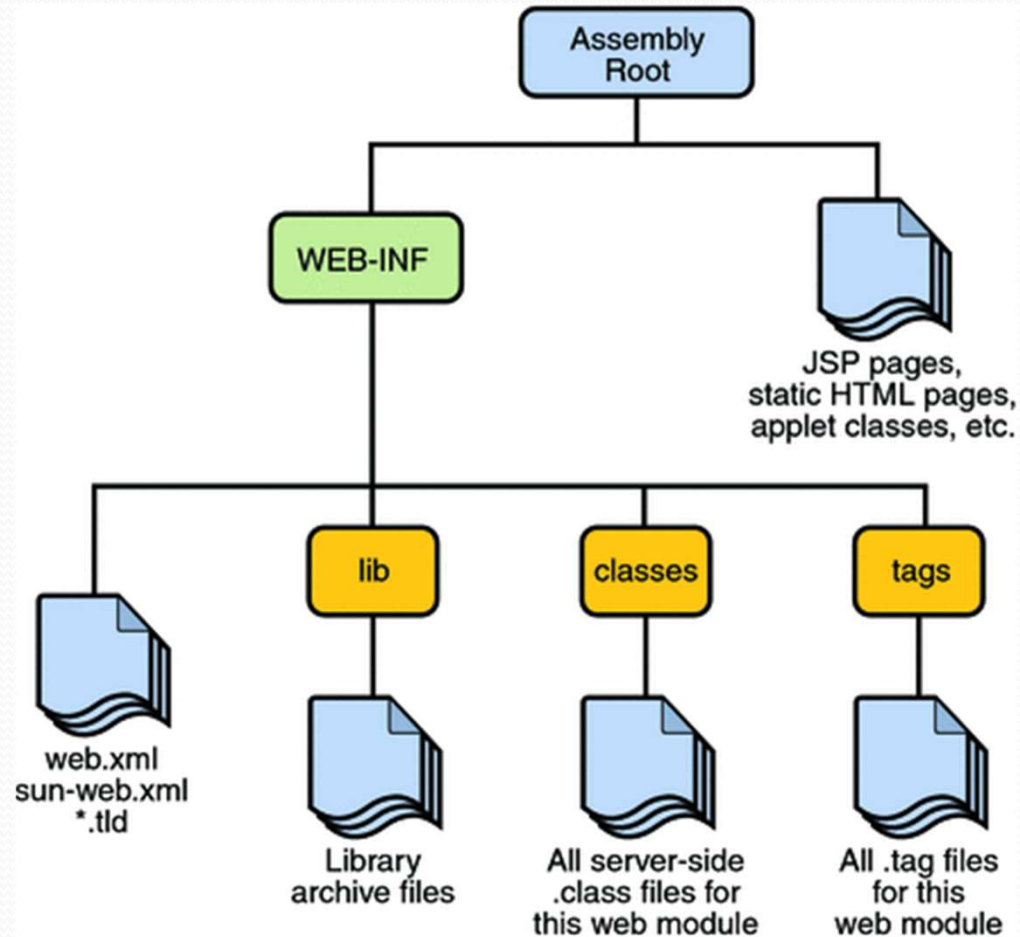 Assembly
Root
WEB-INF
JSP pages,
static HTML pages,
applet classes, etc.
lib
classes
tags
web.xml
sun-web.xml
*.tld
Library
archive files
All server-side
.class files for
this web module
All .tag files
for this
web module